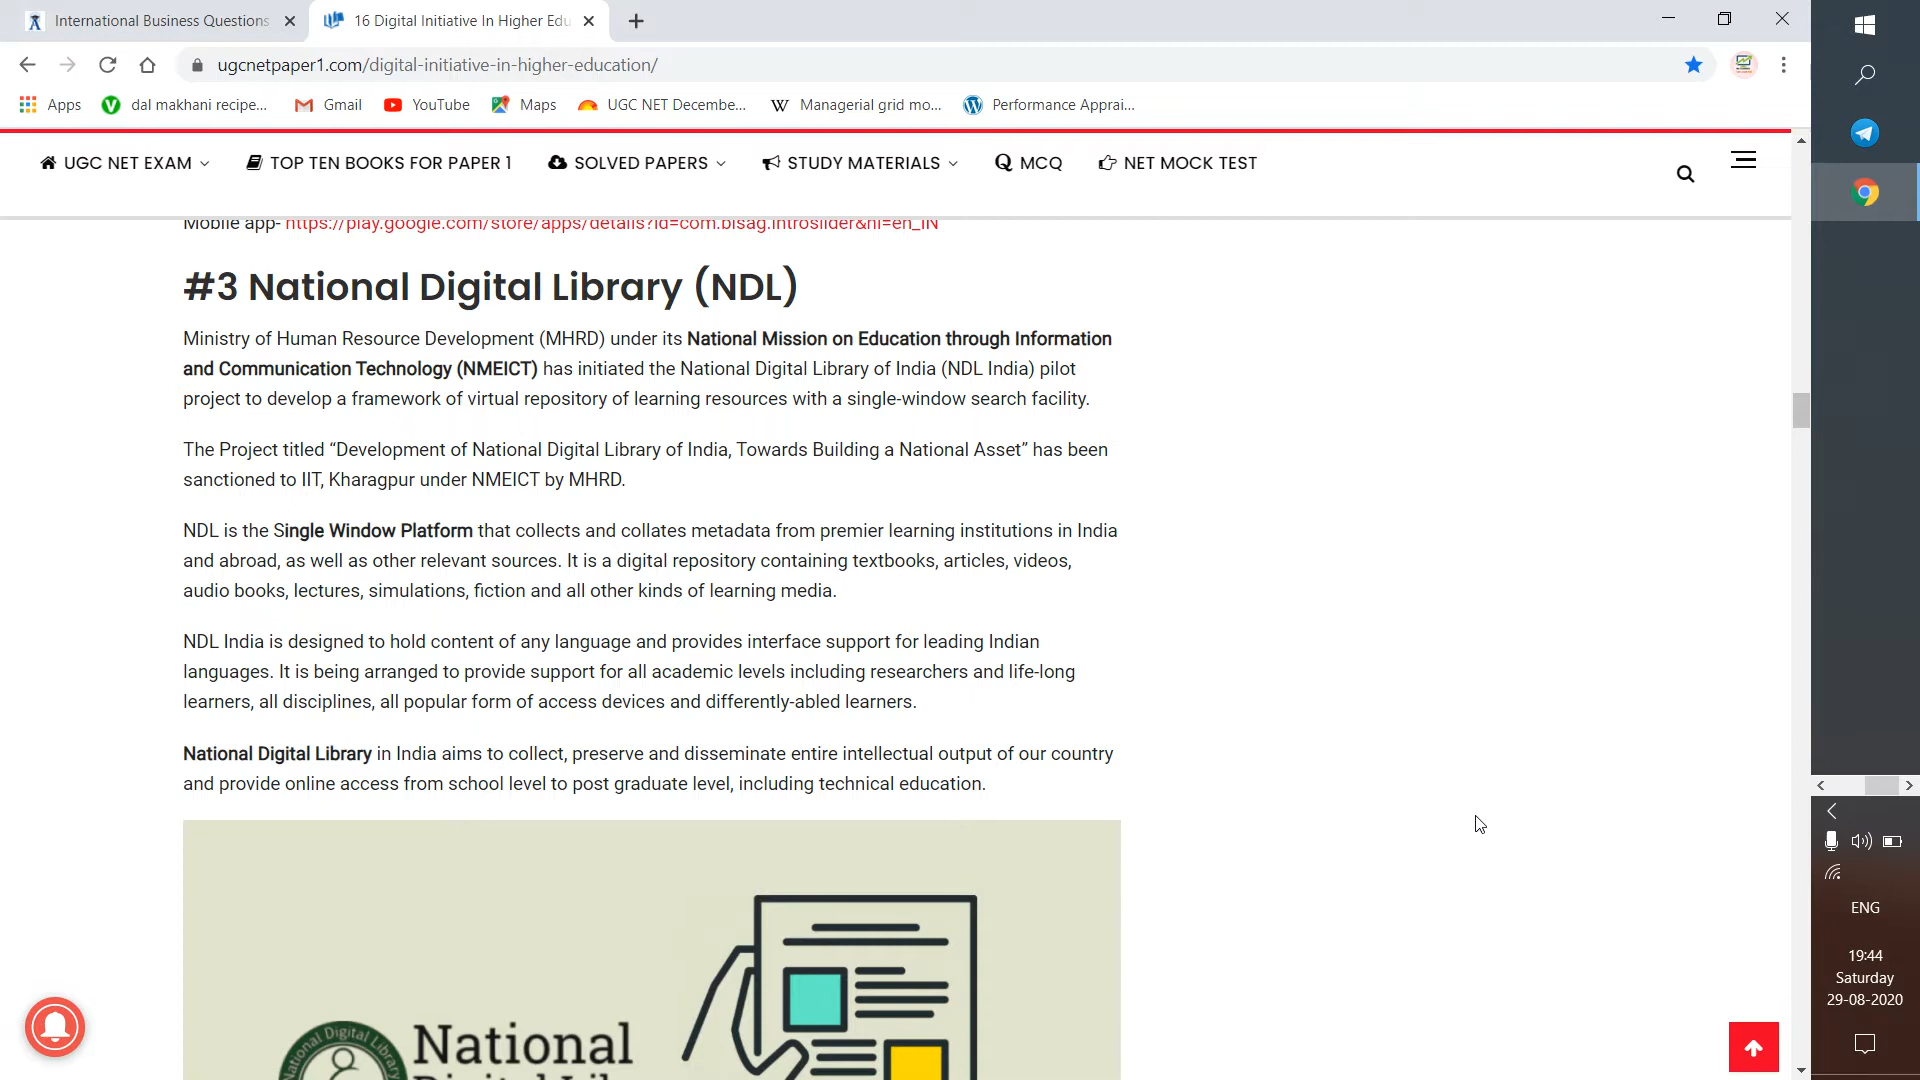 International Business Questions
16 Digital Initiative In Higher Edu
ugcnetpaper1.com/digital-initiative-in-higher-education/
Apps
dal makhani recipe...
Gmail
YouTube
Maps
UGC NET Decembe...
Managerial grid mo...
Performance Apprai...
UGC NET EXAM
TOP TEN BOOKS FOR PAPER 1
SOLVED PAPERS
STUDY MATERIALS
MCQ
NET MOCK TEST
Mobile app- https://play.google.com/store/apps/details?id=com.bisag.introslider&hl=en_IN
#3 National Digital Library (NDL)
Ministry of Human Resource Development (MHRD) under its National Mission on Education through Information
and Communication Technology (NMEICT) has initiated the National Digital Library of India (NDL India) pilot
project to develop a framework of virtual repository of learning resources with a single-window search facility.
The Project titled “Development of National Digital Library of India, Towards Building a National Asset” has been
sanctioned to IIT, Kharagpur under NMEICT by MHRD.
NDL is the Single Window Platform that collects and collates metadata from premier learning institutions in India
and abroad, as well as other relevant sources. It is a digital repository containing textbooks, articles, videos,
audio books, lectures, simulations, fiction and all other kinds of learning media.
NDL India is designed to hold content of any language and provides interface support for leading Indian
languages. It is being arranged to provide support for all academic levels including researchers and life-long
learners, all disciplines, all popular form of access devices and differently-abled learners.
National Digital Library in India aims to collect, preserve and disseminate entire intellectual output of our country
and provide online access from school level to post graduate level, including technical education.
National Digital Library
National
ENG
19:44
Saturday
29-08-2020